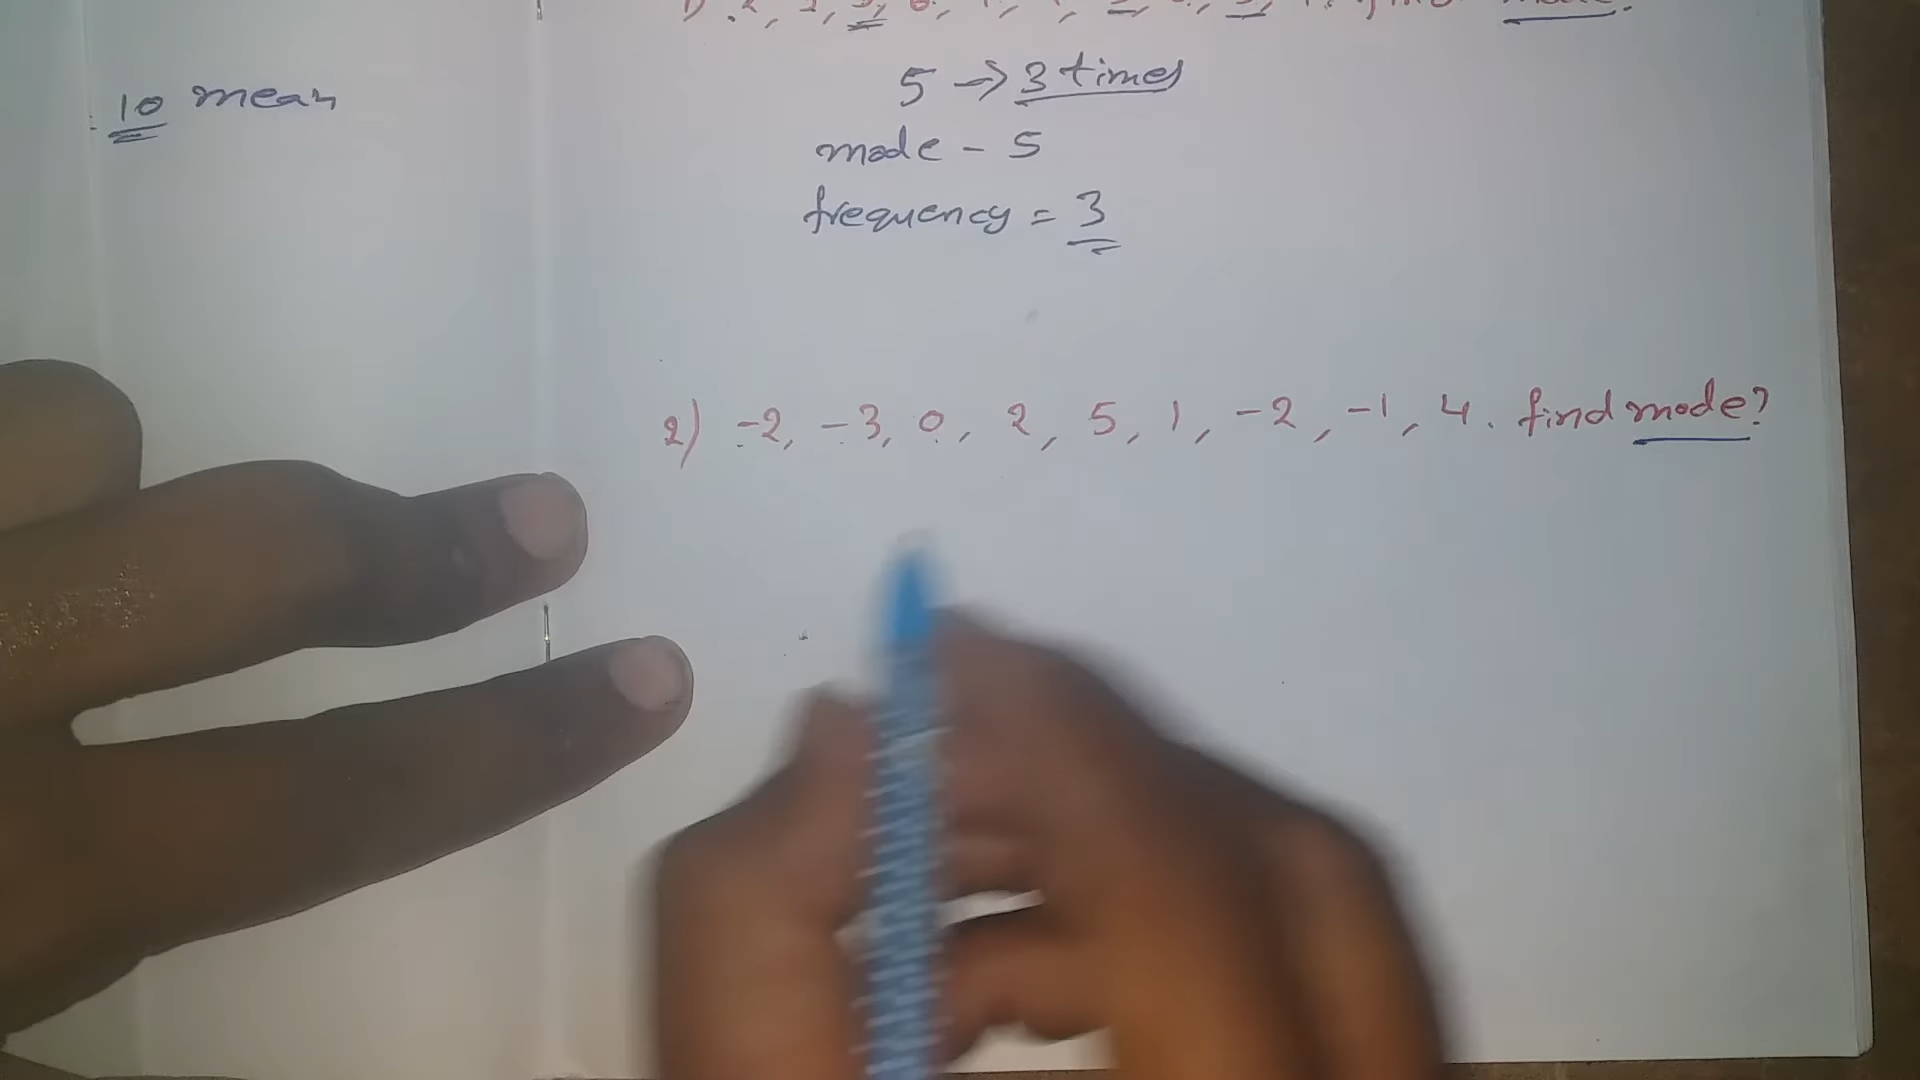 10 mean
5 → 3 times
mode - 5
frequency = 3
2) -2, -3, 0, 2, 5, 1, -2, -1, 4. find mode?